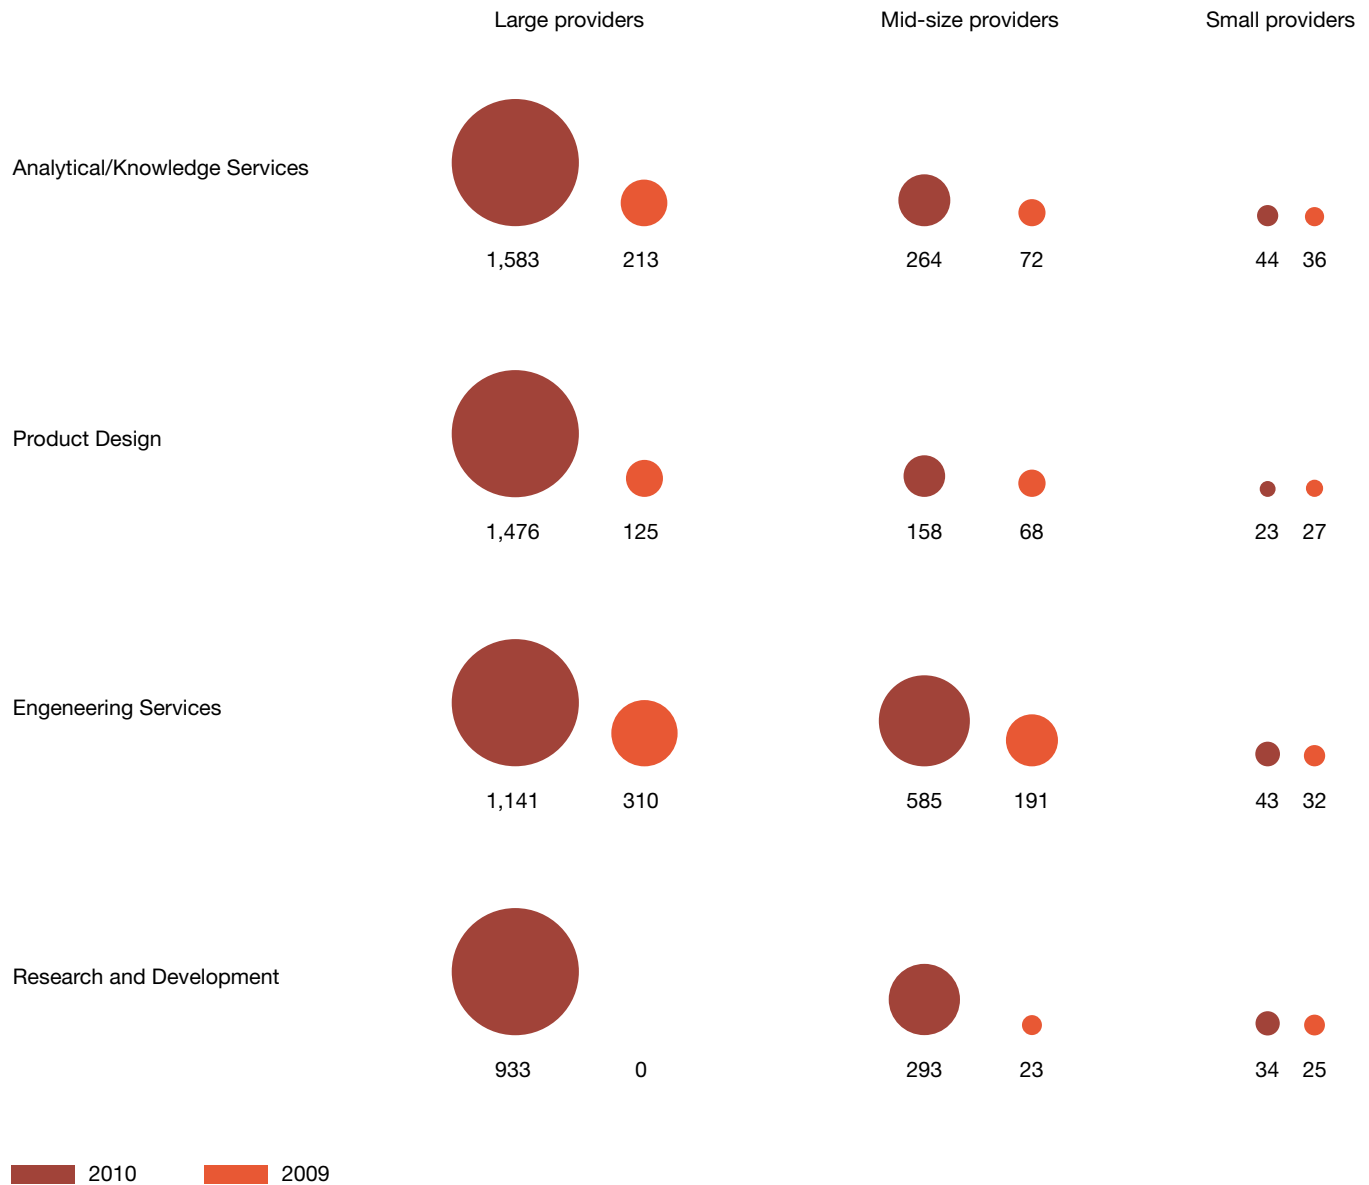 Large providers Mid-size providers Small providers
Analytical/Knowledge Services
1,583 213 264 72 44 36
Product Design
1,476 125 158 68 23 27
Engeneering Services
1,141 310 585 191 43 32
Research and Development
933 0 293 23 34 25
2010 2009